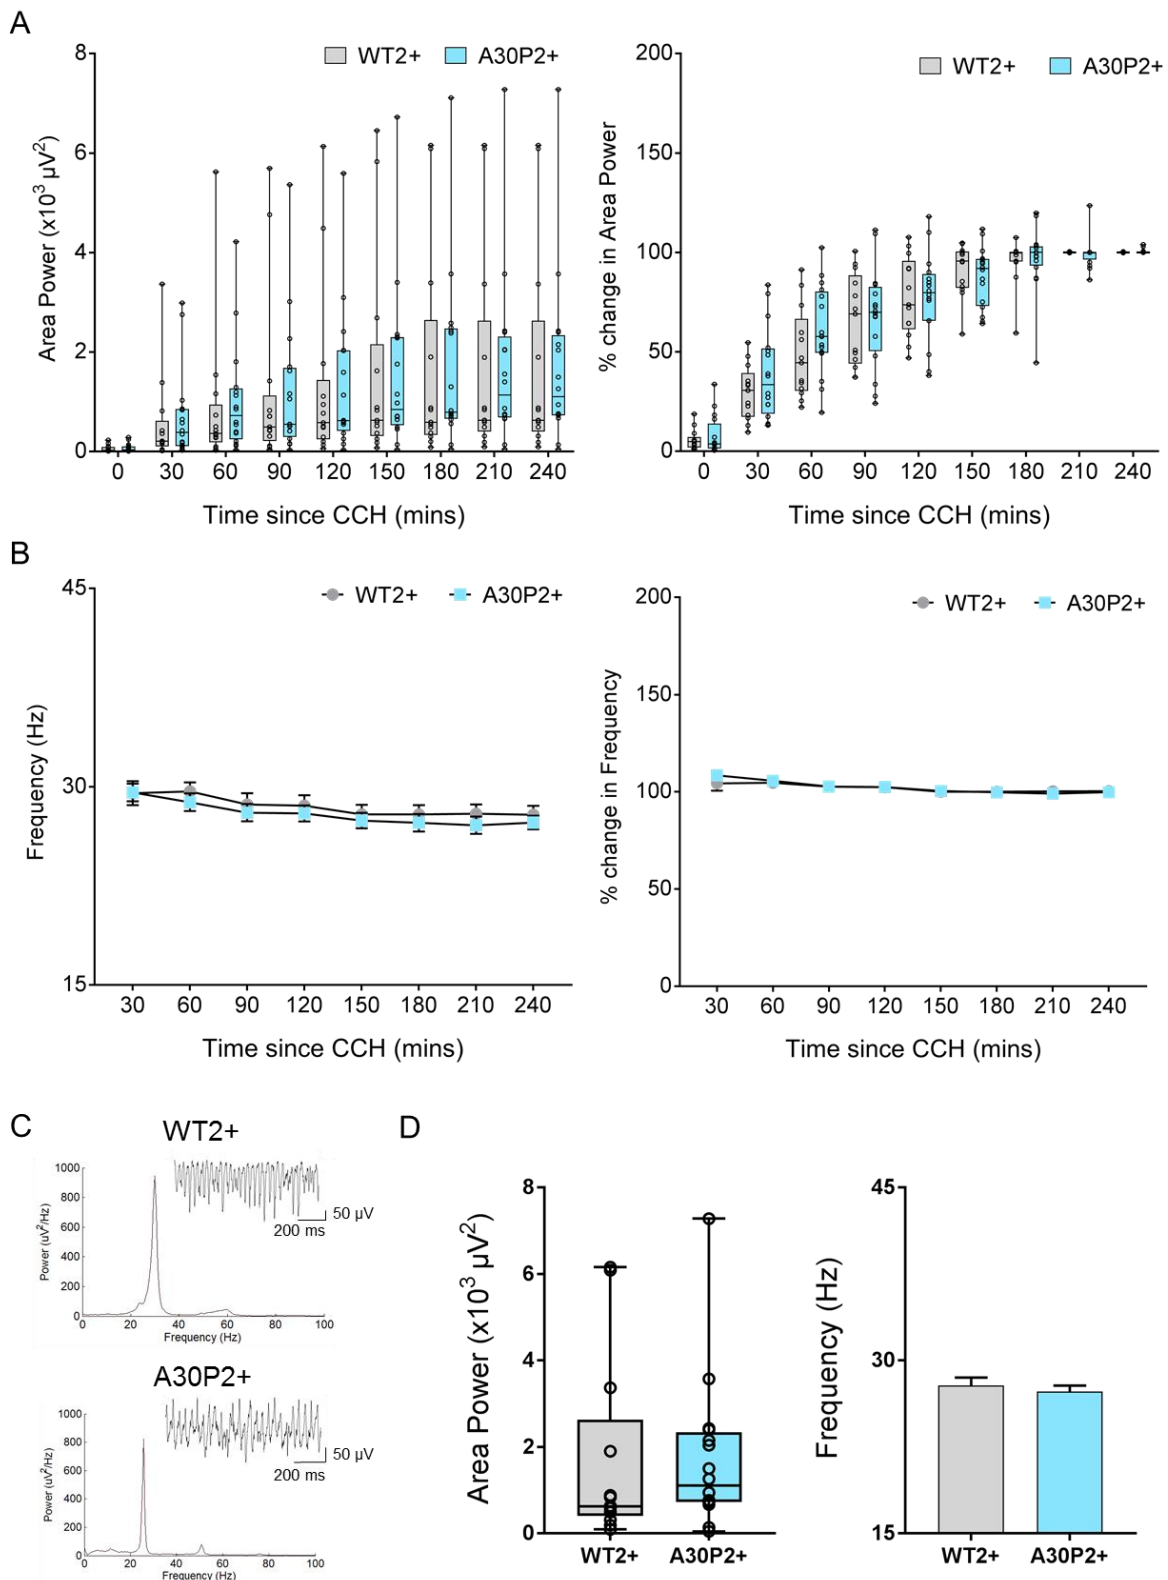 A
WT2+ A30P2+
8
6
4
2
0
Area Power (x10³ µV²)
0 30 60 90 120 150 180 210 240
Time since CCH (mins)
WT2+ A30P2+
200
150
100
50
0
% change in Area Power
0 30 60 90 120 150 180 210 240
Time since CCH (mins)
B
WT2+ A30P2+
45
30
15
Frequency (Hz)
30 60 90 120 150 180 210 240
Time since CCH (mins)
WT2+ A30P2+
200
150
100
50
0
% change in Frequency
30 60 90 120 150 180 210 240
Time since CCH (mins)
C
WT2+
1000
800
600
400
200
0
Power (uV²/Hz)
50 µV
200 ms
0 20 40 60 80 100
Frequency (Hz)
A30P2+
1000
800
600
400
200
0
Power (uV²/Hz)
50 µV
200 ms
0 20 40 60 80 100
Frequency (Hz)
D
8
6
4
2
0
Area Power (x10³ µV²)
WT2+ A30P2+
45
30
15
Frequency (Hz)
WT2+ A30P2+